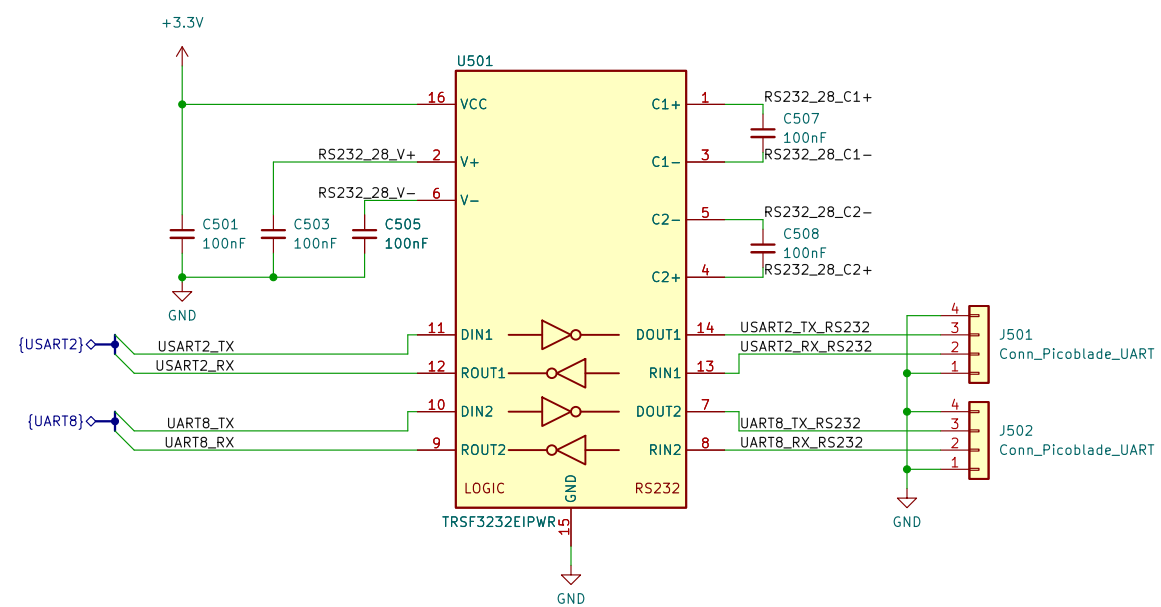 +3.3V
U501
16 VCC
C1+ 1
RS232_28_C1+
C507
100nF
RS232_28_V+
2 V+
C1- 3
RS232_28_C1-
RS232_28_V-
6 V-
C2- 5
RS232_28_C2-
C501
100nF
C503
100nF
C505
100nF
C508
100nF
C2+ 4
RS232_28_C2+
GND
{USART2}
USART2_TX
USART2_RX
11 DIN1
12 ROUT1
DOUT1 14
RIN1 13
USART2_TX_RS232
USART2_RX_RS232
4
3
2
1
J501
Conn_Picoblade_UART
{UART8}
UART8_TX
UART8_RX
10 DIN2
9 ROUT2
DOUT2 7
RIN2 8
UART8_TX_RS232
UART8_RX_RS232
4
3
2
1
J502
Conn_Picoblade_UART
LOGIC
GND
RS232
TRSF3232EIPWR
15
GND
GND